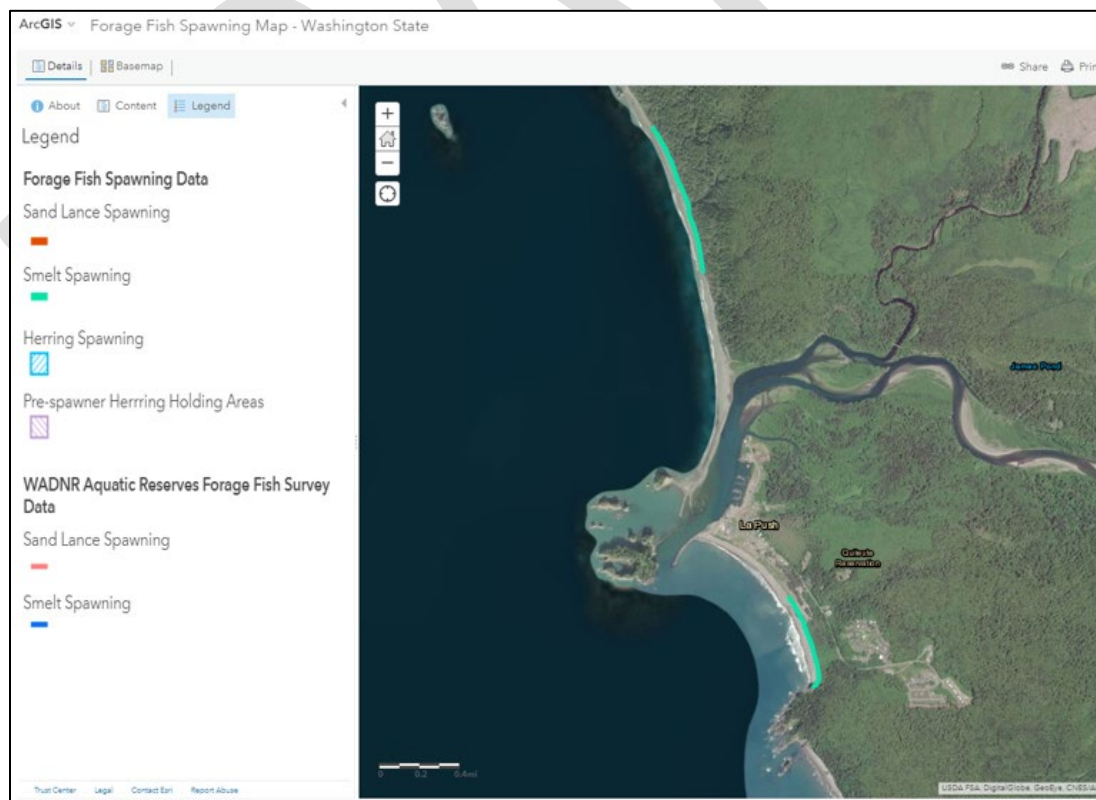 ArcGIS Forage Fish Spawning Map - Washington State
Details | Basemap |
Share Prin
About Content Legend
Legend
Forage Fish Spawning Data
Sand Lance Spawning
Smelt Spawning
Herring Spawning
Pre-spawner Herrring Holding Areas
WADNR Aquatic Reserves Forage Fish Survey
Data
Sand Lance Spawning
Smelt Spawning
James Pond
La Push
Quileute
Reservation
0 0.2 0.4mi
Trust Center Legal Contact Esri Report Abuse
USDA FSA, DigitalGlobe, GeoEye, CNES/A